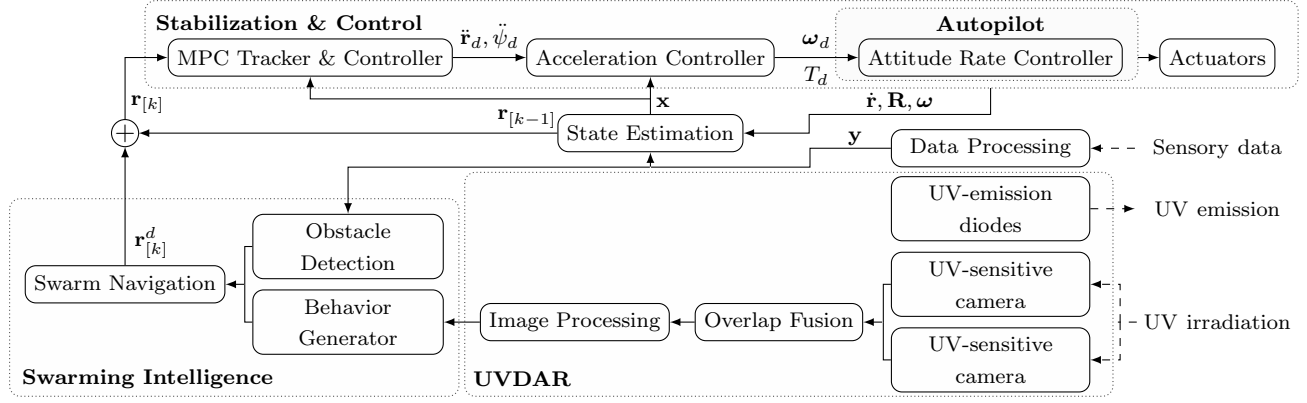 Stabilization & Control
Autopilot
MPC Tracker & Controller
r̈_d, ψ̈_d
Acceleration Controller
ω_d
T_d
Attitude Rate Controller
Actuators
r_[k]
x
ṙ, R, ω
r_[k−1]
+
State Estimation
y
Data Processing
Sensory data
UV-emission
diodes
UV emission
r^d_[k]
Obstacle
Detection
Swarm Navigation
Behavior
Generator
Image Processing
Overlap Fusion
UV-sensitive
camera
UV-sensitive
camera
UV irradiation
Swarming Intelligence
UVDAR